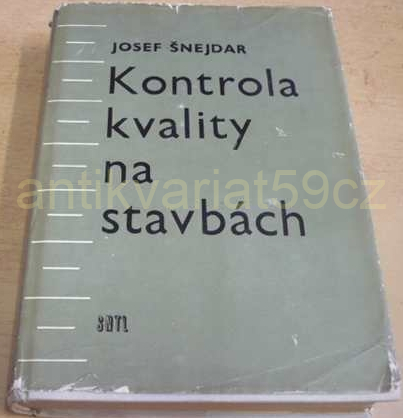 JOSEF ŠNEJDAR
Kontrola
kvality
na
antikvariat59cz
stavbách
SNTL